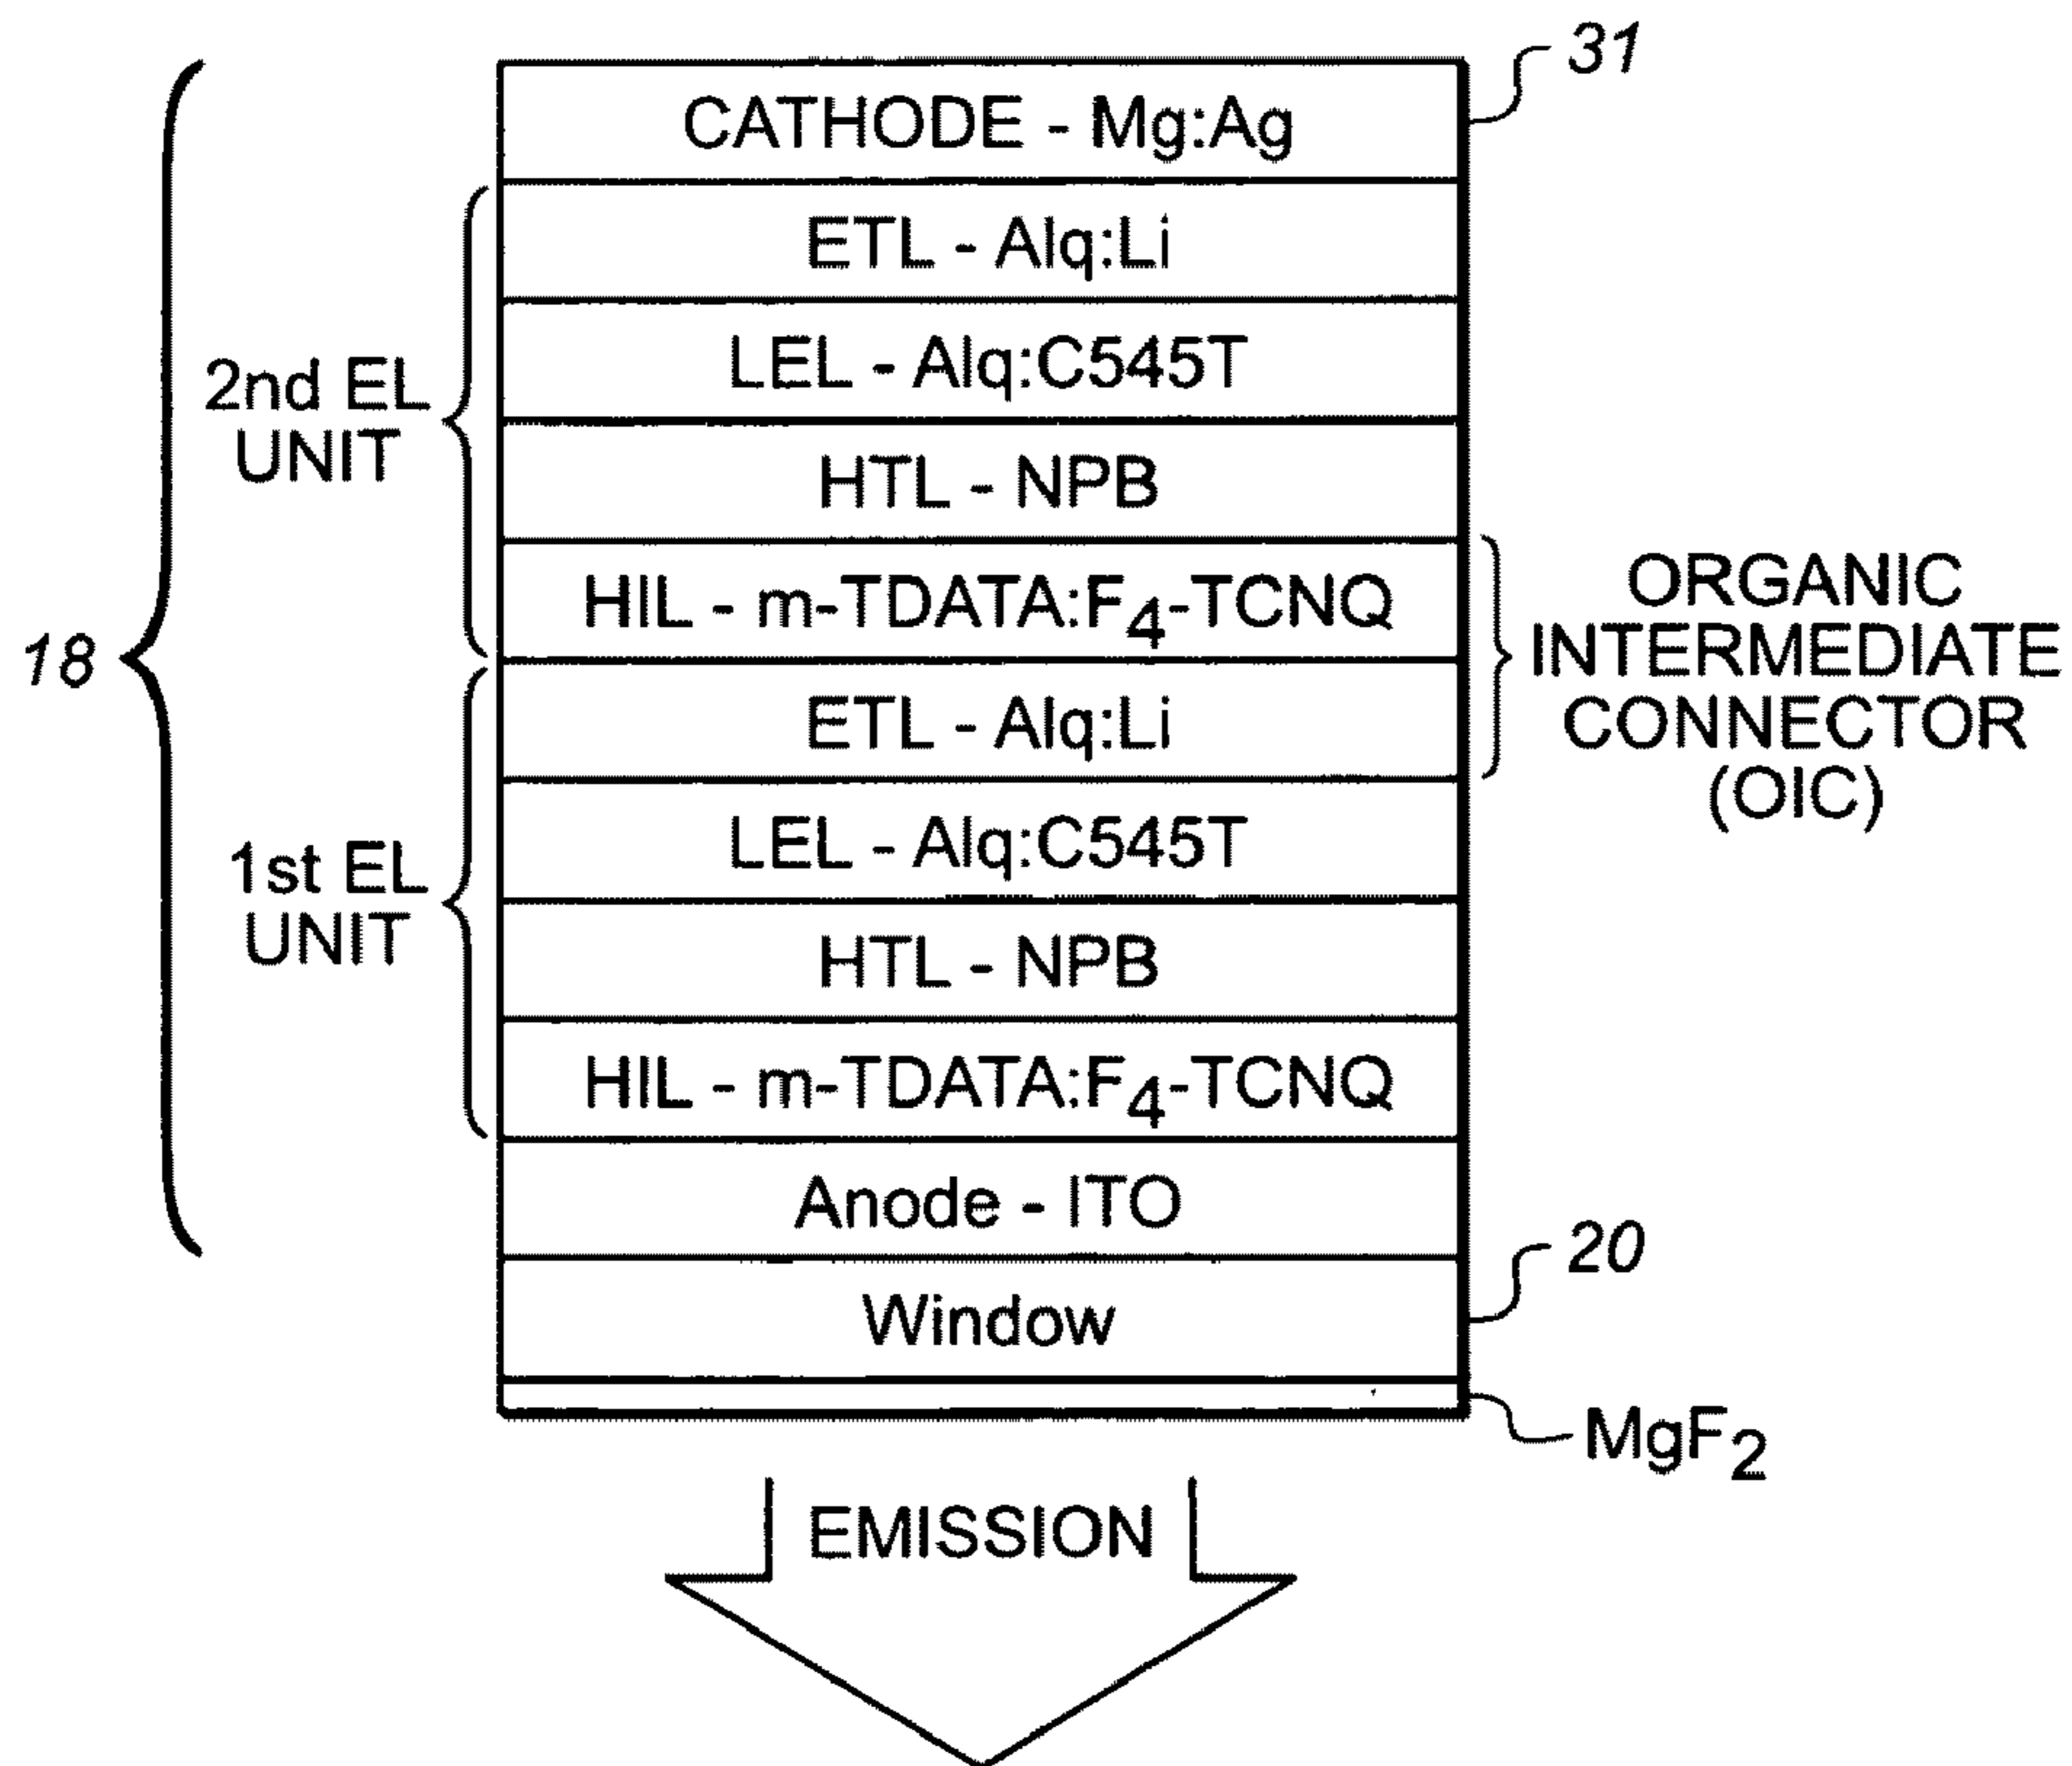 31
CATHODE - Mg:Ag
ETL - Alq:Li
LEL - Alq:C545T
2nd EL
UNIT
HTL - NPB
HIL - m-TDATA:F4-TCNQ
ORGANIC
INTERMEDIATE
CONNECTOR
(OIC)
18
ETL - Alq:Li
LEL - Alq:C545T
1st EL
UNIT
HTL - NPB
HIL - m-TDATA:F4-TCNQ
Anode - ITO
20
Window
MgF2
EMISSION